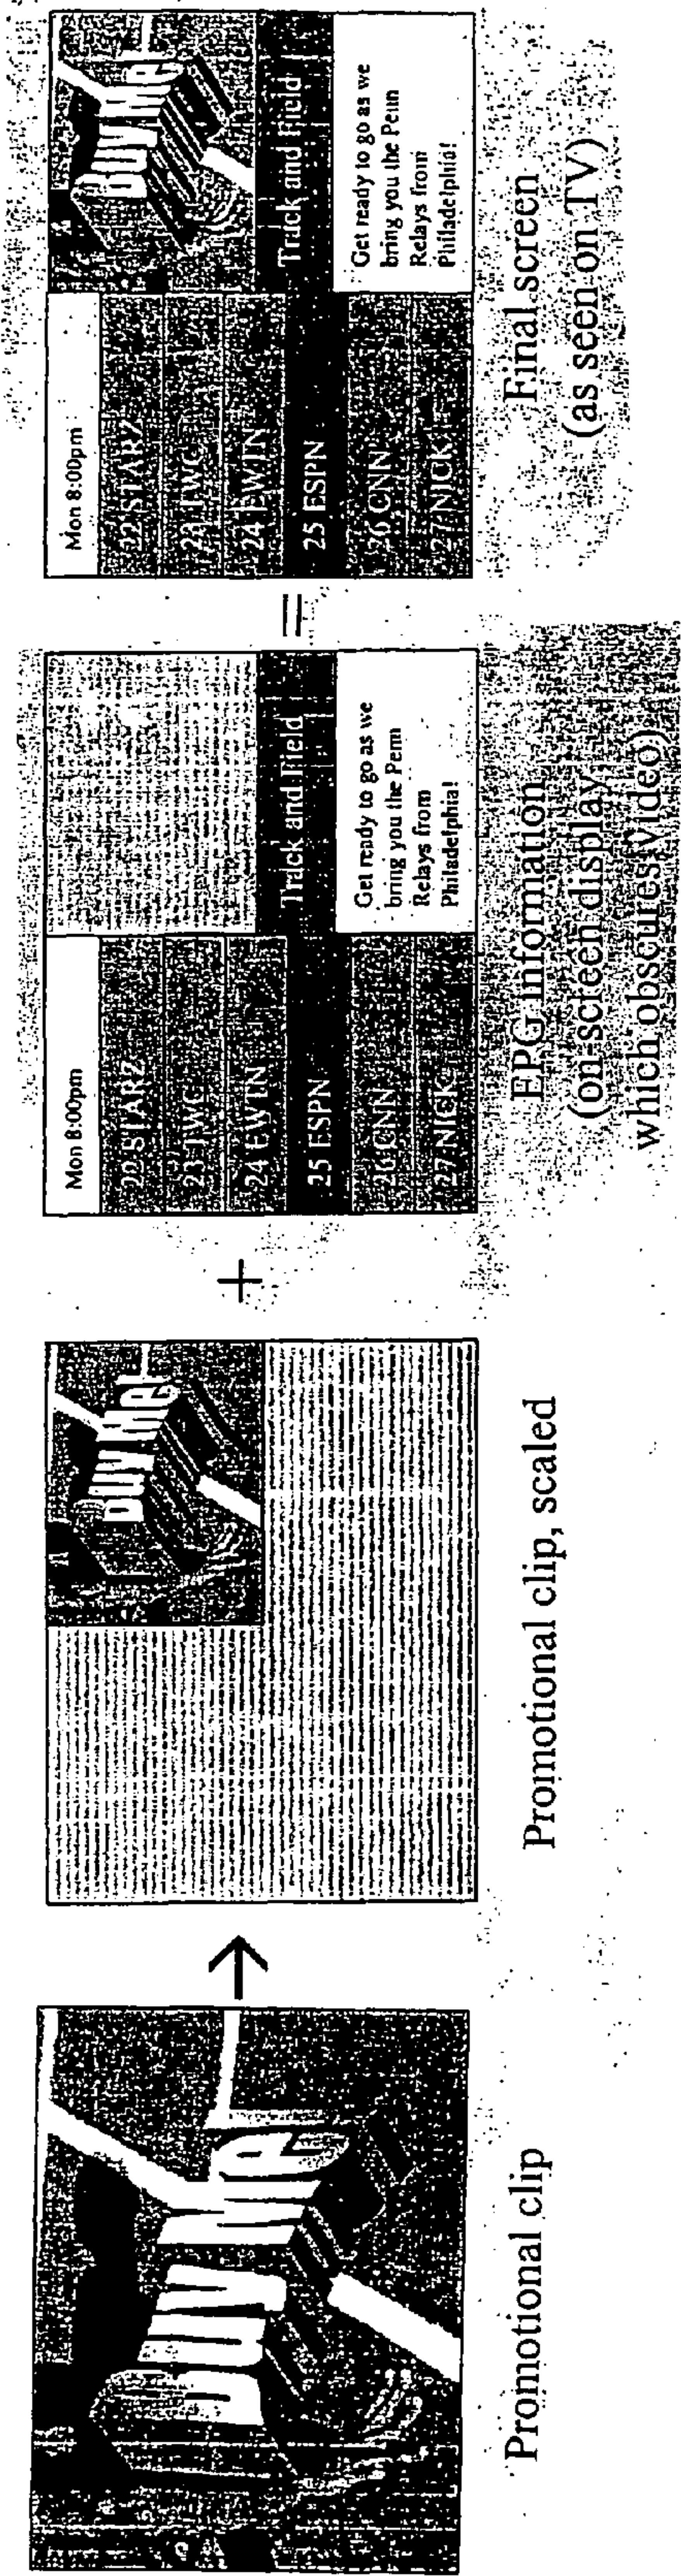 BUY ME
Promotional clip
BUY ME
Promotional clip, scaled
+
Mon 8:00pm
22 STARZ
23 TWC
24 EWTN
25 ESPN
26 CNN
27 NICK
Track and Field
Get ready to go as we
bring you the Penn
Relays from
Philadelphia!
EPG information
(on-screen display
which obscures video)
=
Mon 8:00pm
22 STARZ
23 TWC
24 EWTN
25 ESPN
26 CNN
27 NICK
BUY ME
Track and Field
Get ready to go as we
bring you the Penn
Relays from
Philadelphia!
Final screen
(as seen on TV)